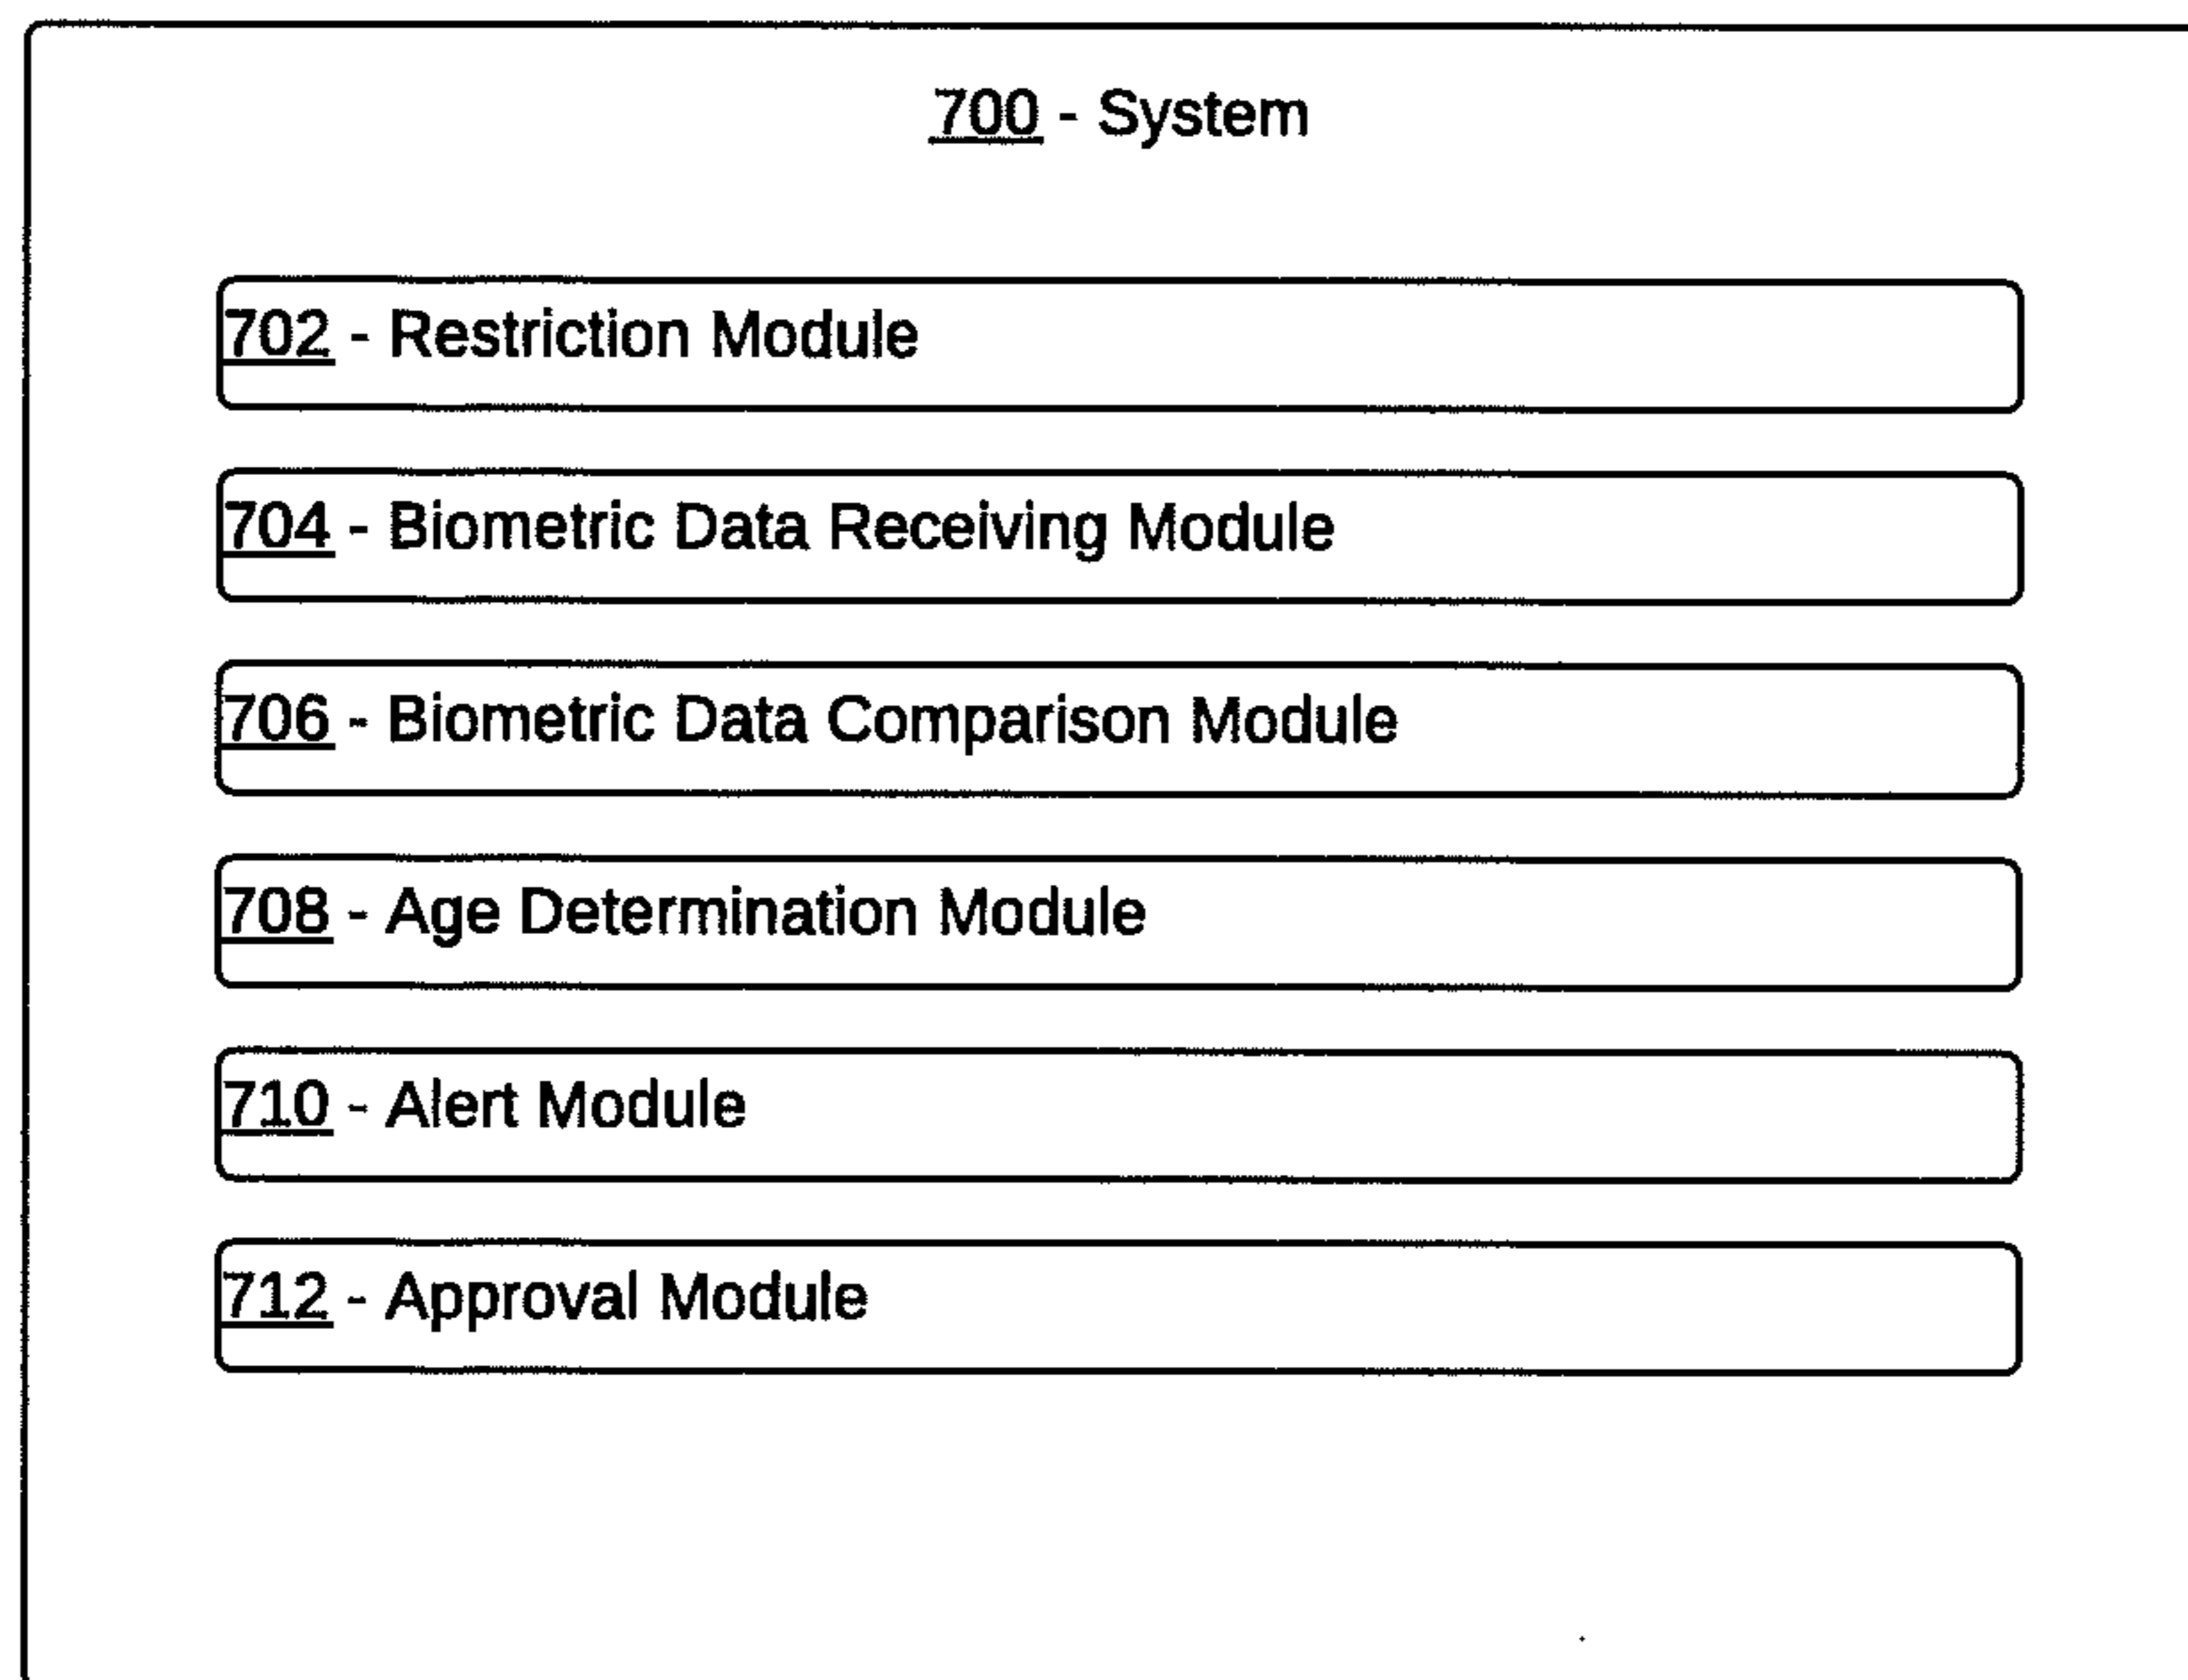 700 - System
702 - Restriction Module
704 - Biometric Data Receiving Module
706 - Biometric Data Comparison Module
708 - Age Determination Module
710 - Alert Module
712 - Approval Module